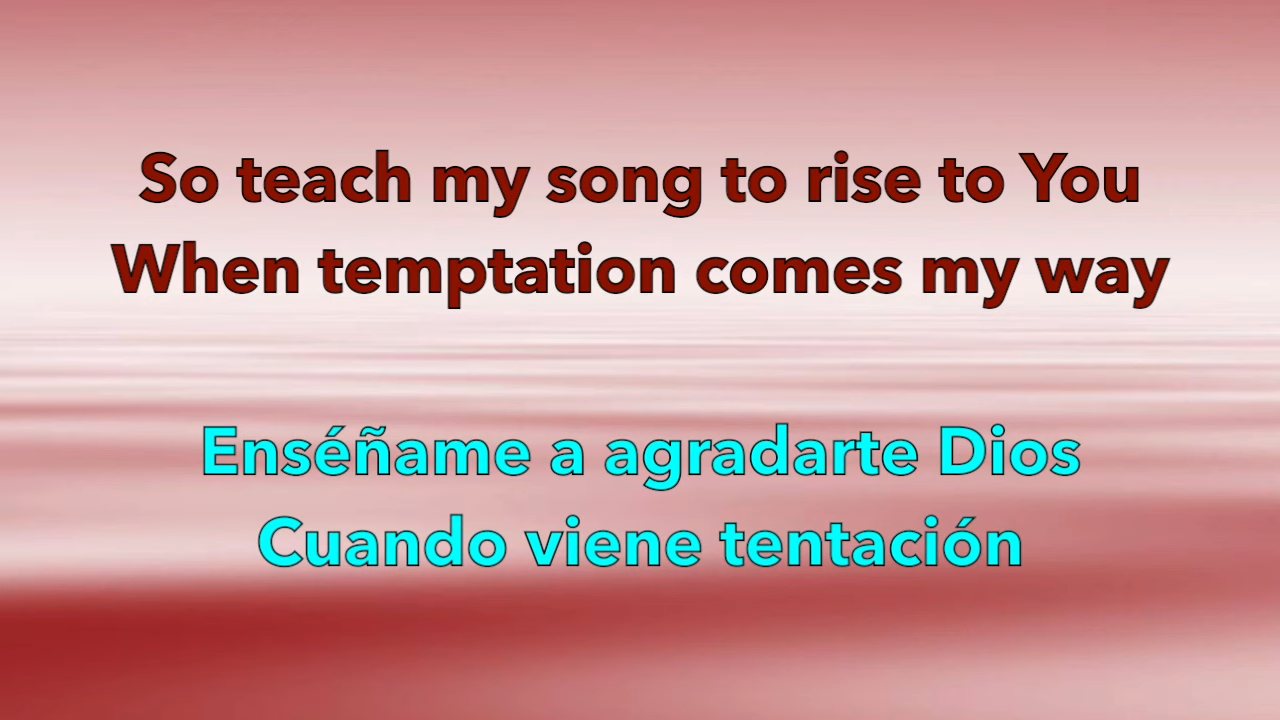 So teach my song to rise to You
When temptation comes my way
Enséñame a agradarte Dios
Cuando viene tentación